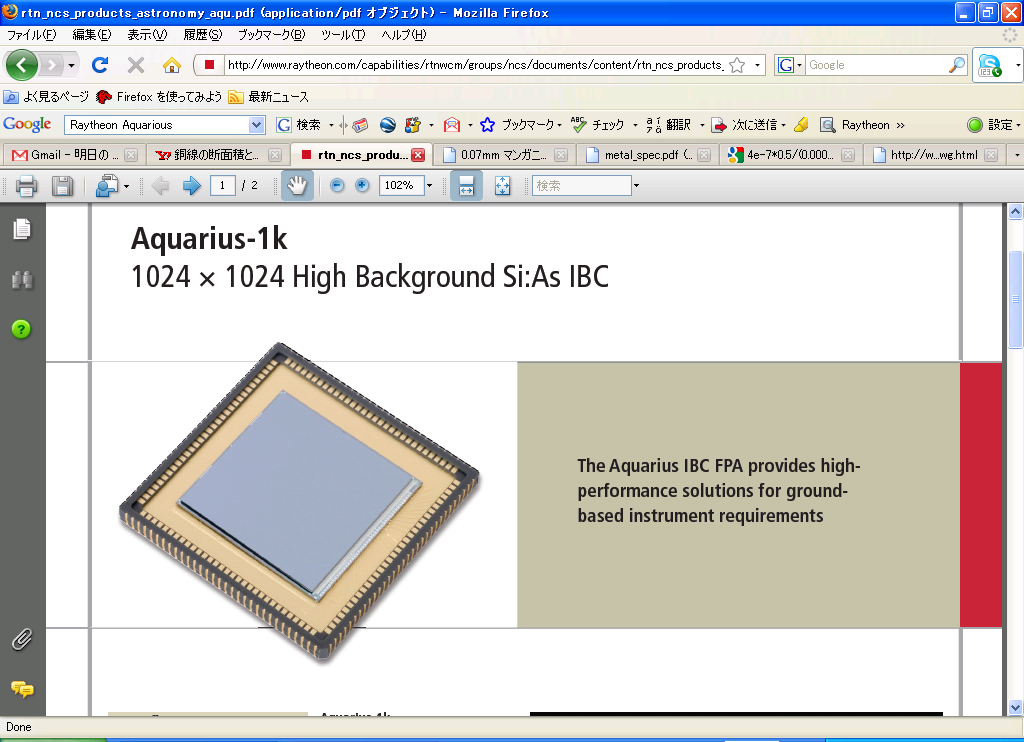 rtn_ncs_products_astronomy_aqu.pdf (application/pdf オブジェクト) - Mozilla Firefox
ファイル(F) 編集(E) 表示(V) 履歴(S) ブックマーク(B) ツール(T) ヘルプ(H)
http://www.raytheon.com/capabilities/rtnwcm/groups/ncs/documents/content/rtn_ncs_products_
Google
よく見るページ Firefox を使ってみよう 最新ニュース
Google Raytheon Aquarious 検索 ブックマーク チェック 翻訳 次に送信 Raytheon » 設定
Gmail - 明日の ... 銅線の断面積と... rtn_ncs_produ... 0.07mm マンガニ... metal_spec.pdf (... 4e-7*0.5/(0.000... http://w...wg.html
1 / 2 102% 検索
Aquarius-1k
1024 × 1024 High Background Si:As IBC
The Aquarius IBC FPA provides high-
performance solutions for ground-
based instrument requirements
Done